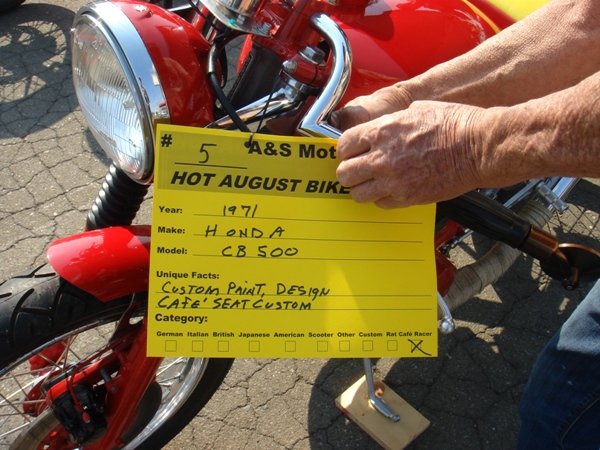 # 5 A&S Mot
HOT AUGUST BIKE
Year: 1971
Make: HONDA
Model: CB 500
Unique Facts:
CUSTOM PAINT, DESIGN
CAFE' SEAT CUSTOM
Category:
German Italian British Japanese American Scooter Other Custom Rat Café Racer